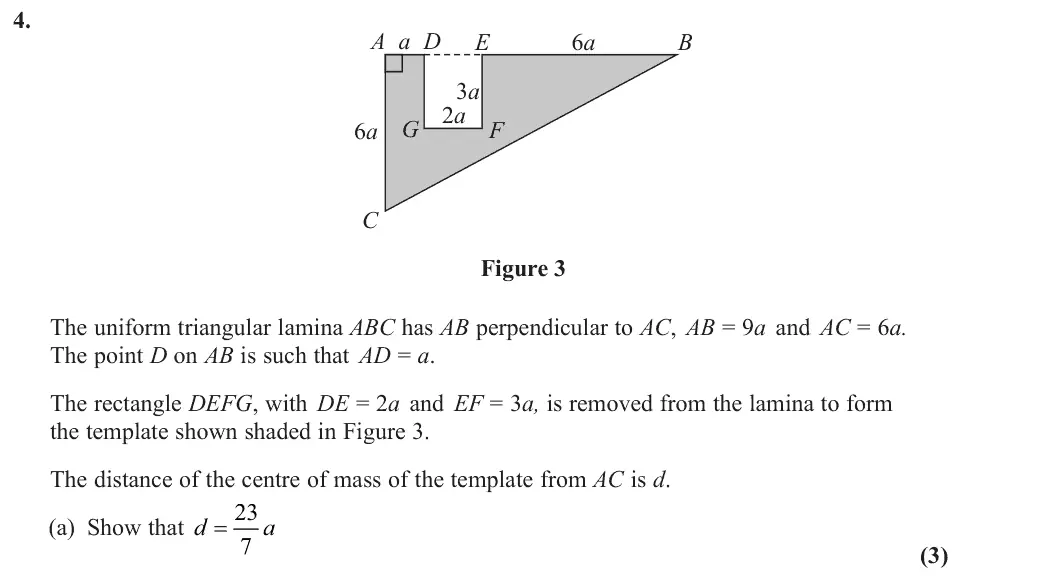 4.
A a D E 6a B
3a
2a
6a G F
C
Figure 3
The uniform triangular lamina ABC has AB perpendicular to AC, AB = 9a and AC = 6a.
The point D on AB is such that AD = a.
The rectangle DEFG, with DE = 2a and EF = 3a, is removed from the lamina to form
the template shown shaded in Figure 3.
The distance of the centre of mass of the template from AC is d.
(a) Show that d = 23/7 a
(3)